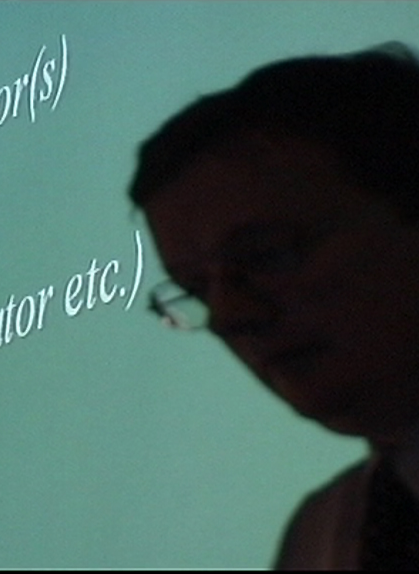 or(s)
ator etc.)